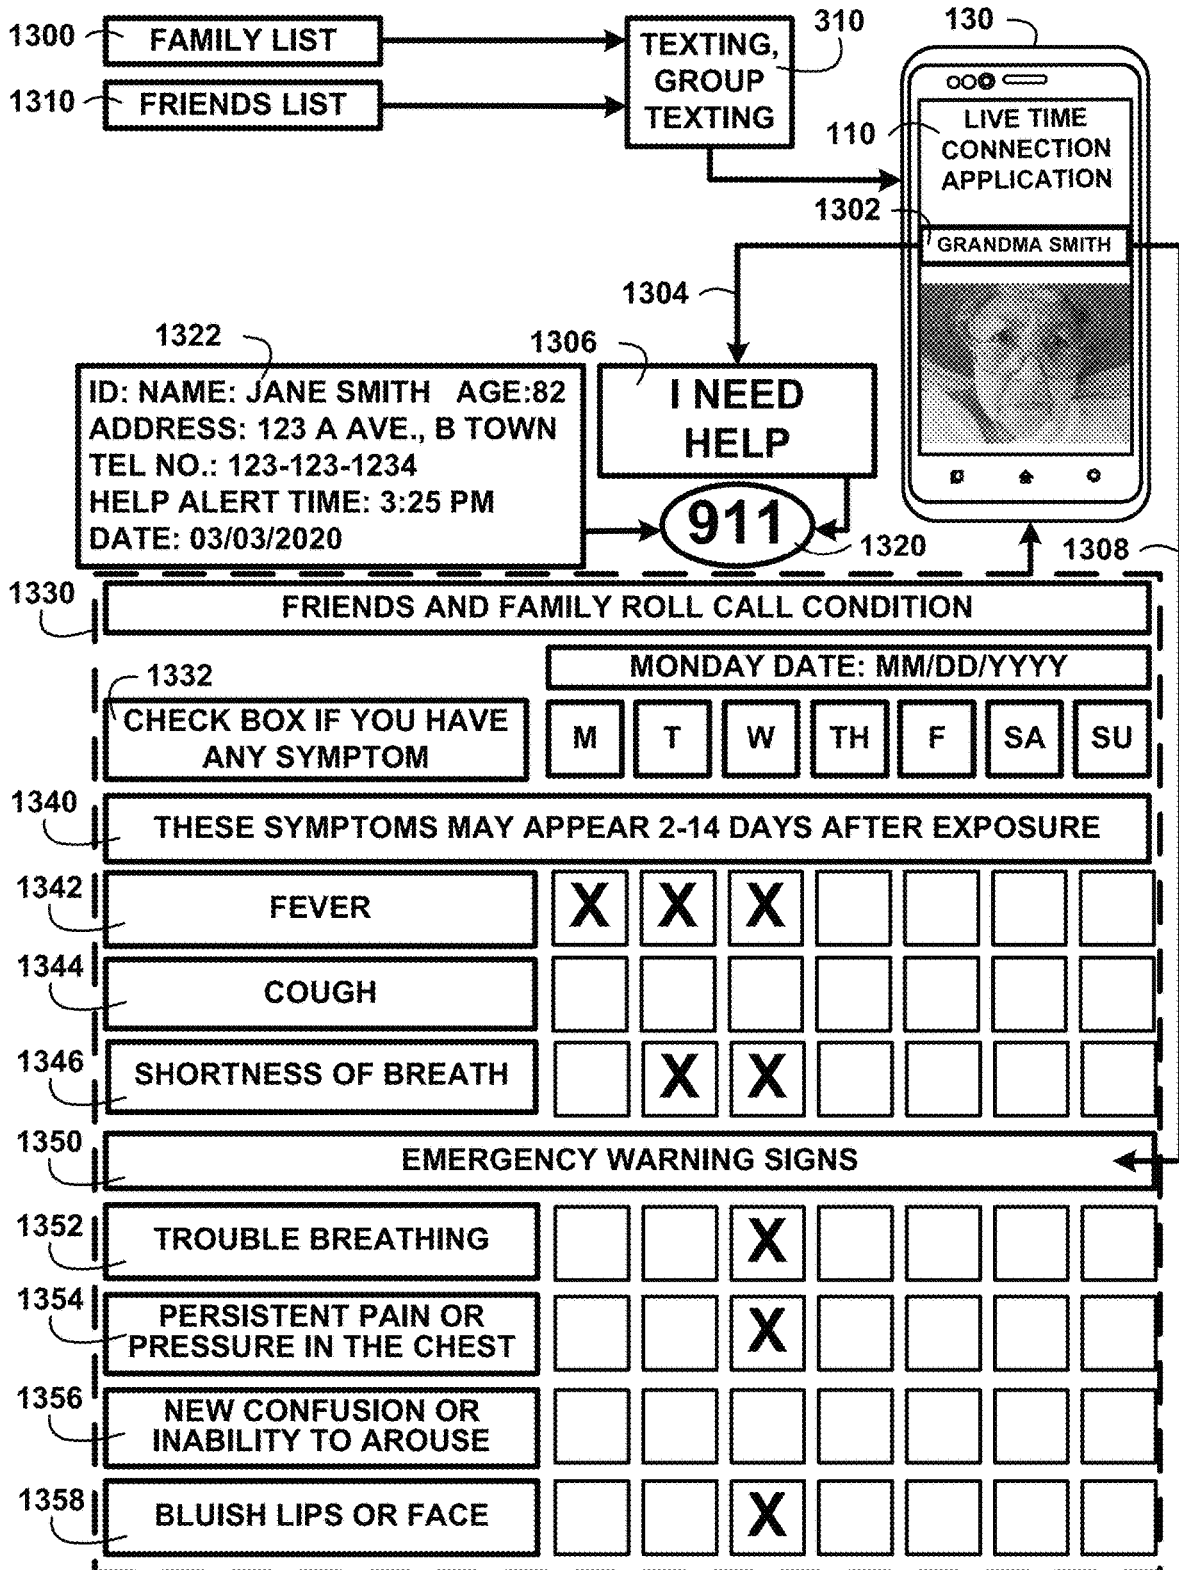 1300
FAMILY LIST
1310
FRIENDS LIST
TEXTING,
GROUP
TEXTING
310
130
110
LIVE TIME
CONNECTION
APPLICATION
1302
GRANDMA SMITH
1304
1306
I NEED
HELP
1322
ID: NAME: JANE SMITH AGE:82
ADDRESS: 123 A AVE., B TOWN
TEL NO.: 123-123-1234
HELP ALERT TIME: 3:25 PM
DATE: 03/03/2020
911
1320
1308
1330
FRIENDS AND FAMILY ROLL CALL CONDITION
MONDAY DATE: MM/DD/YYYY
1332
CHECK BOX IF YOU HAVE
ANY SYMPTOM
M T W TH F SA SU
1340
THESE SYMPTOMS MAY APPEAR 2-14 DAYS AFTER EXPOSURE
1342
FEVER X X X
1344
COUGH
1346
SHORTNESS OF BREATH X X
1350
EMERGENCY WARNING SIGNS
1352
TROUBLE BREATHING X
1354
PERSISTENT PAIN OR
PRESSURE IN THE CHEST X
1356
NEW CONFUSION OR
INABILITY TO AROUSE
1358
BLUISH LIPS OR FACE X